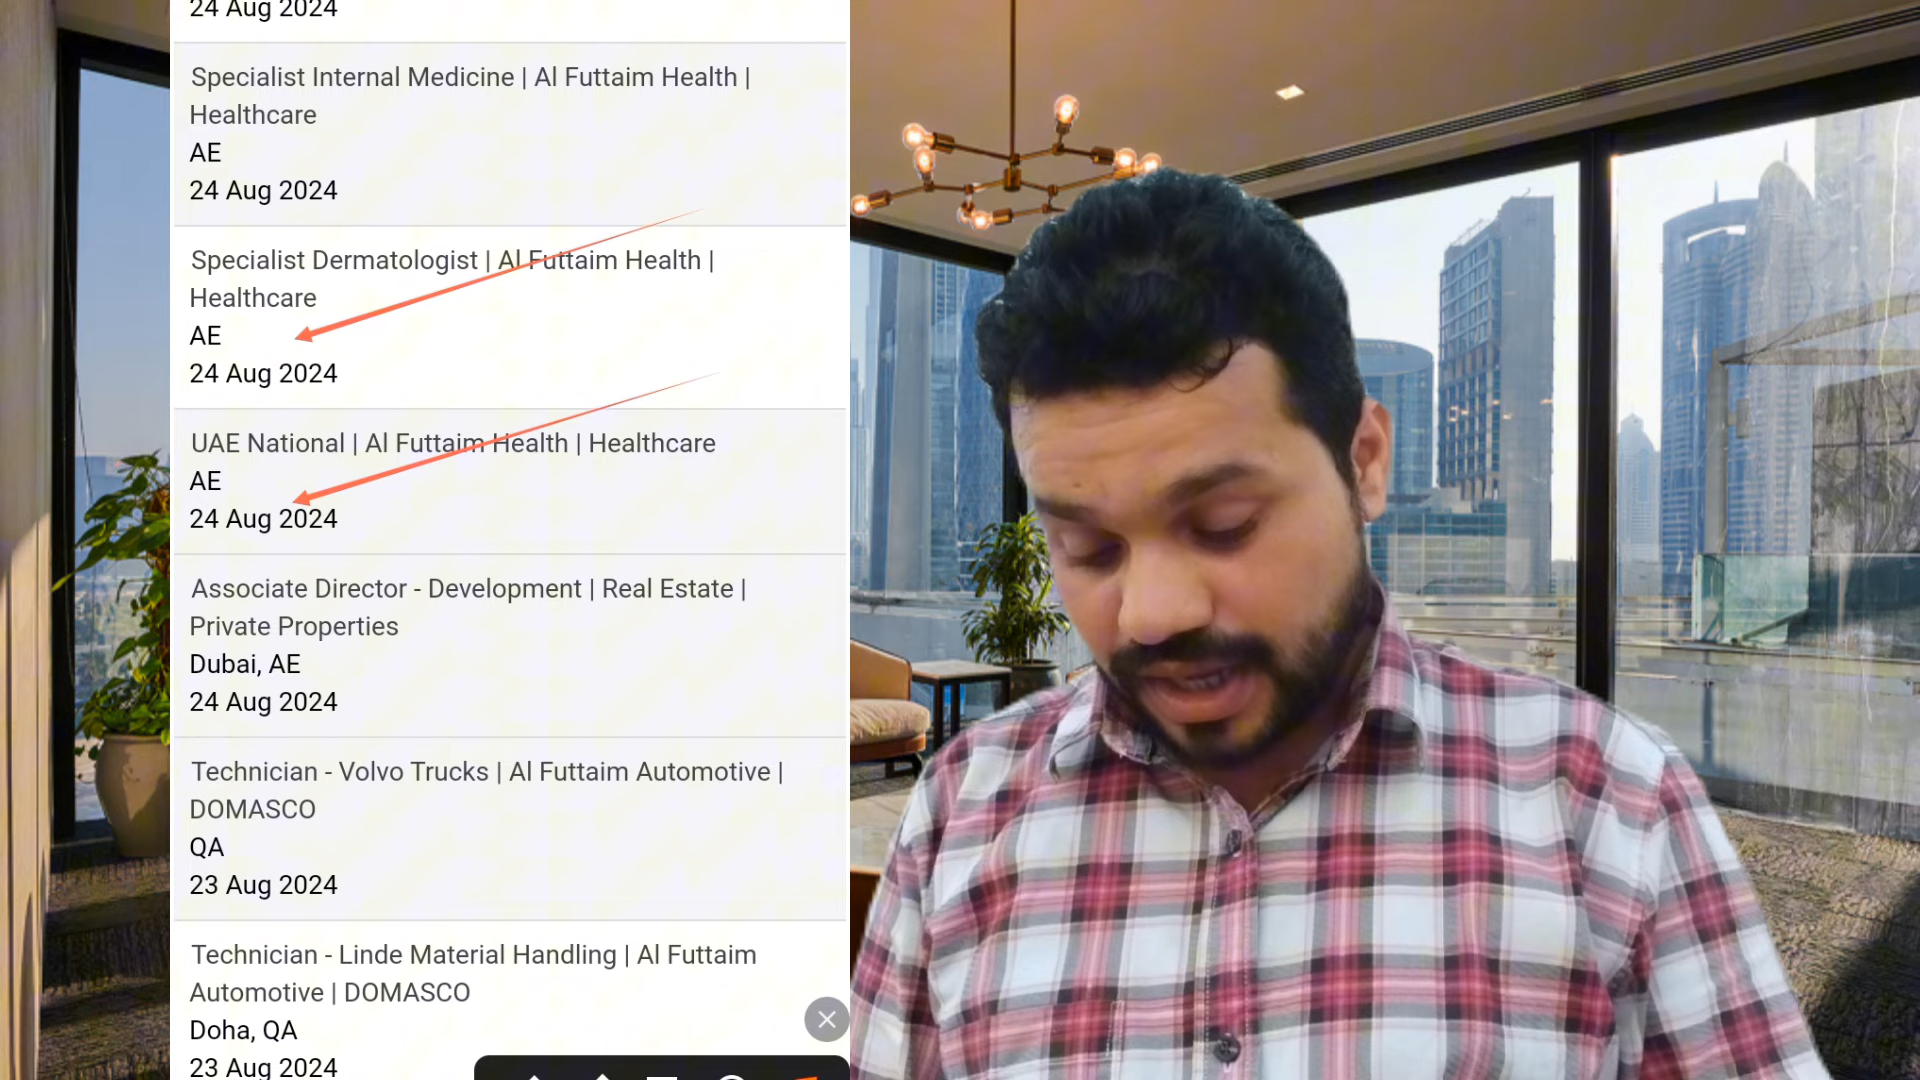 24 Aug 2024
Specialist Internal Medicine | Al Futtaim Health |
Healthcare
AE
24 Aug 2024
Specialist Dermatologist | Al Futtaim Health |
Healthcare
AE
24 Aug 2024
UAE National | Al Futtaim Health | Healthcare
AE
24 Aug 2024
Associate Director - Development | Real Estate |
Private Properties
Dubai, AE
24 Aug 2024
Technician - Volvo Trucks | Al Futtaim Automotive |
DOMASCO
QA
23 Aug 2024
Technician - Linde Material Handling | Al Futtaim
Automotive | DOMASCO
Doha, QA
23 Aug 2024